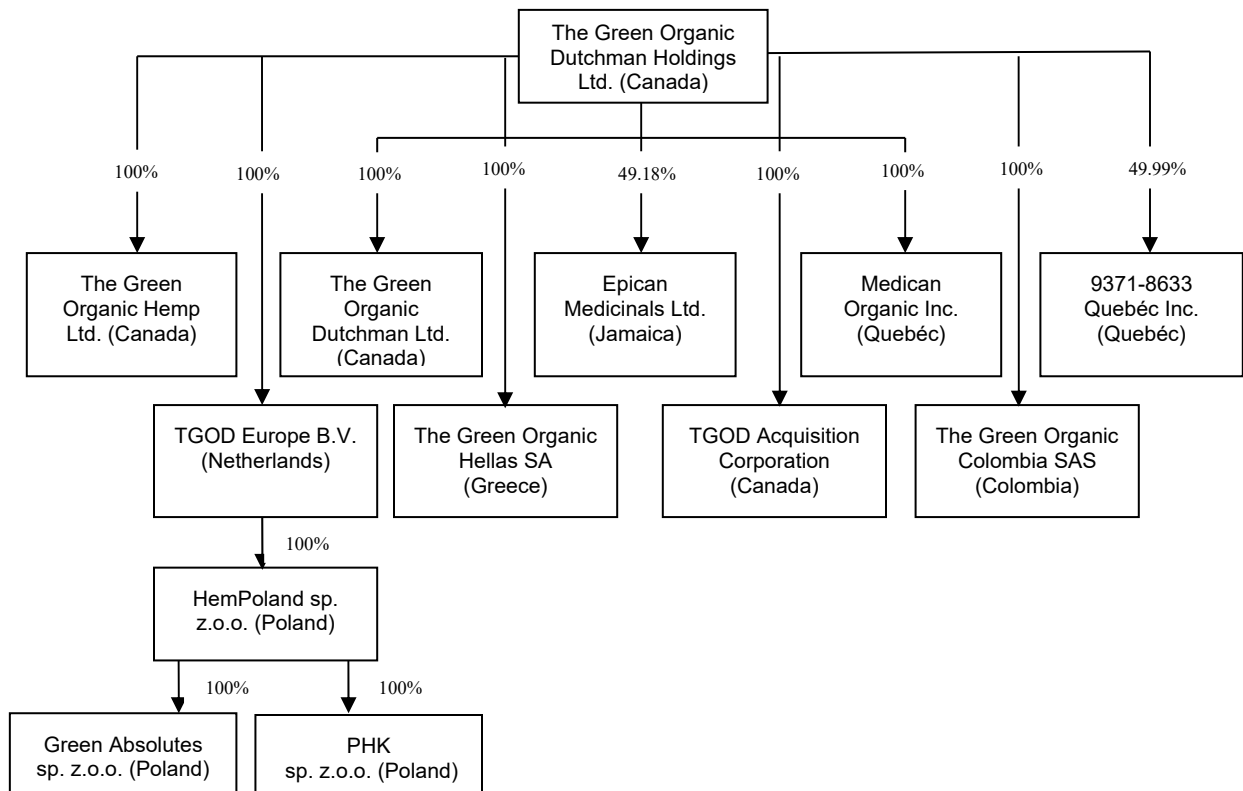 The Green Organic
Dutchman Holdings
Ltd. (Canada)
100%
100%
100%
100%
49.18%
100%
100%
100%
49.99%
The Green
Organic Hemp
Ltd. (Canada)
The Green
Organic
Dutchman Ltd.
(Canada)
Epican
Medicinals Ltd.
(Jamaica)
Medican
Organic Inc.
(Quebéc)
9371-8633
Quebéc Inc.
(Quebéc)
TGOD Europe B.V.
(Netherlands)
The Green Organic
Hellas SA
(Greece)
TGOD Acquisition
Corporation
(Canada)
The Green Organic
Colombia SAS
(Colombia)
100%
HemPoland sp.
z.o.o. (Poland)
100%
100%
Green Absolutes
sp. z.o.o. (Poland)
PHK
sp. z.o.o. (Poland)